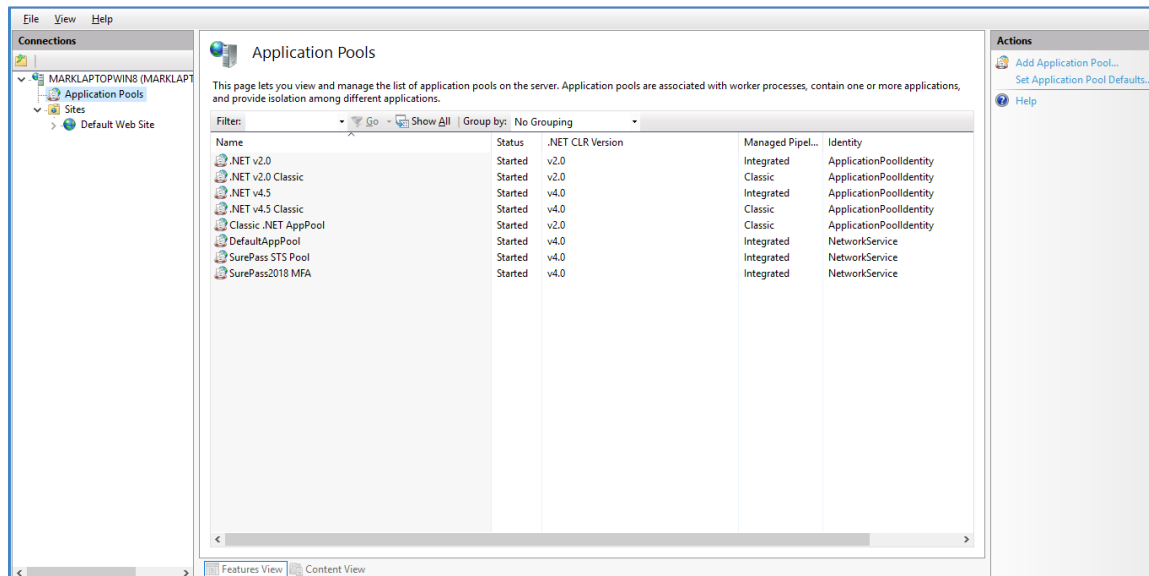 File View Help
Connections
MARKLAPTOPWIN8 (MARKLAPT
Application Pools
Sites
Default Web Site
Application Pools
This page lets you view and manage the list of application pools on the server. Application pools are associated with worker processes, contain one or more applications,
and provide isolation among different applications.
Filter: Go Show All Group by: No Grouping
Name Status .NET CLR Version Managed Pipel... Identity
.NET v2.0 Started v2.0 Integrated ApplicationPoolIdentity
.NET v2.0 Classic Started v2.0 Classic ApplicationPoolIdentity
.NET v4.5 Started v4.0 Integrated ApplicationPoolIdentity
.NET v4.5 Classic Started v4.0 Classic ApplicationPoolIdentity
Classic .NET AppPool Started v2.0 Classic ApplicationPoolIdentity
DefaultAppPool Started v4.0 Integrated NetworkService
SurePass STS Pool Started v4.0 Integrated NetworkService
SurePass2018 MFA Started v4.0 Integrated NetworkService
Features View Content View
Actions
Add Application Pool...
Set Application Pool Defaults...
Help